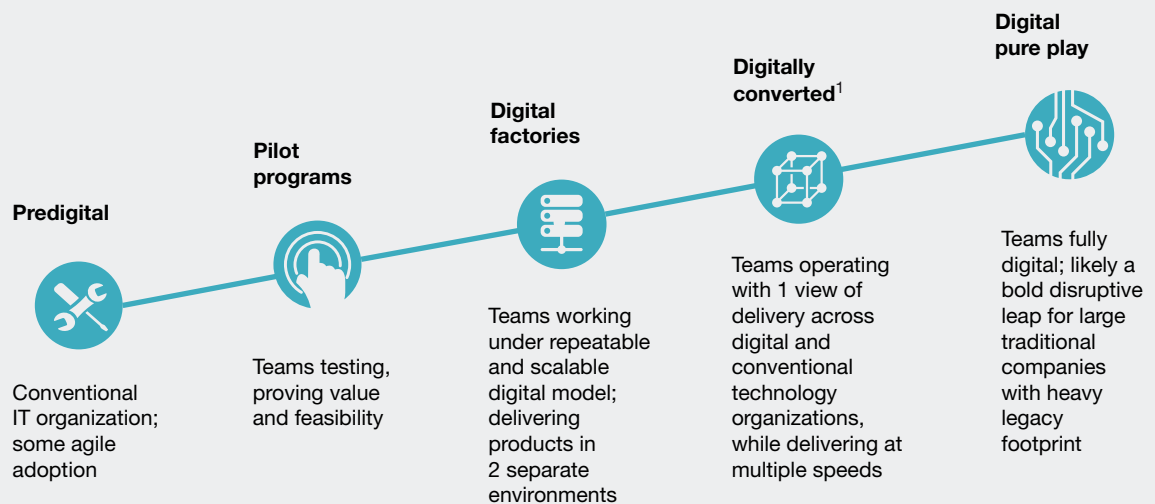 Predigital
Conventional
IT organization;
some agile
adoption
Pilot
programs
Teams testing,
proving value
and feasibility
Digital
factories
Teams working
under repeatable
and scalable
digital model;
delivering
products in
2 separate
environments
Digitally
converted¹
Teams operating
with 1 view of
delivery across
digital and
conventional
technology
organizations,
while delivering at
multiple speeds
Digital
pure play
Teams fully
digital; likely a
bold disruptive
leap for large
traditional
companies
with heavy
legacy
footprint